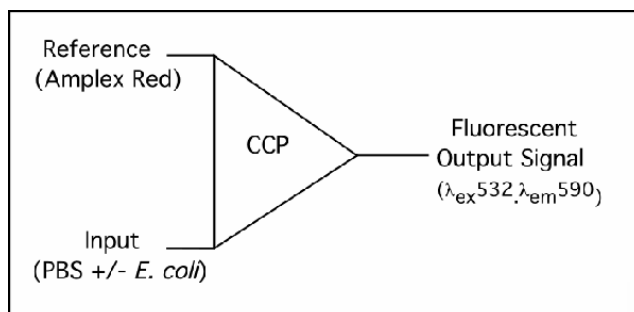 Reference
(Amplex Red)
CCP
Fluorescent
Output Signal
(λex532,λem590)
Input
(PBS +/- E. coli)